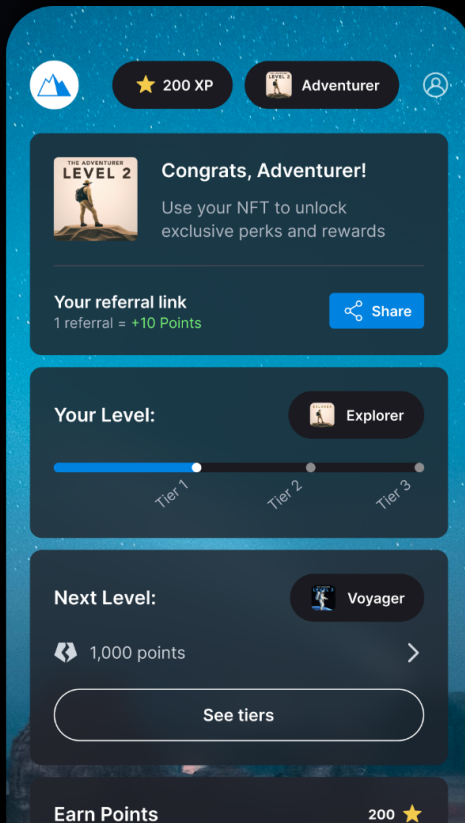 200 XP
LEVEL 2
Adventurer
THE ADVENTURER
LEVEL 2
Congrats, Adventurer!
Use your NFT to unlock
exclusive perks and rewards
Your referral link
1 referral = +10 Points
Share
Your Level:
Explorer
Tier 1
Tier 2
Tier 3
Next Level:
Voyager
1,000 points
See tiers
Earn Points
200